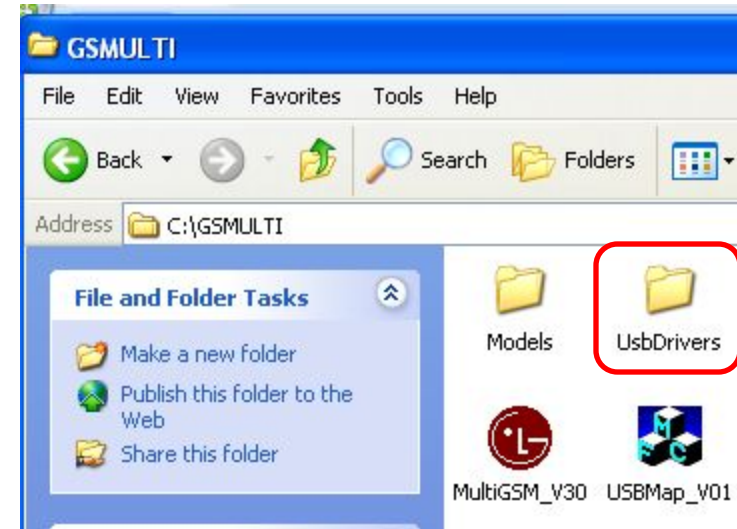 GSMULTI
File Edit View Favorites Tools Help
Back Search Folders
Address C:\GSMULTI
File and Folder Tasks
Make a new folder
Publish this folder to the
Web
Share this folder
Models UsbDrivers
MultiGSM_V30 USBMap_V01